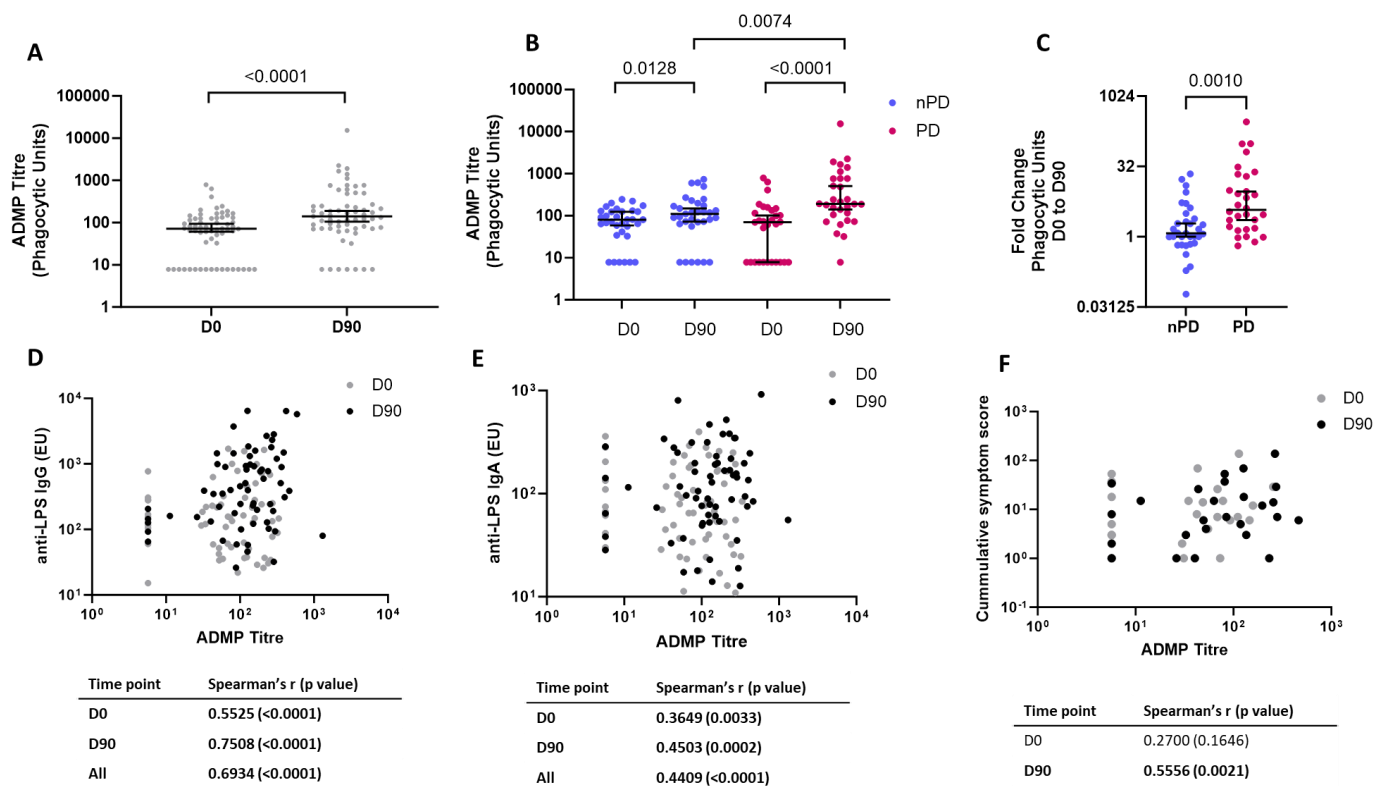 A
<0.0001
ADMP Titre
(Phagocytic Units)
100000
10000
1000
100
10
1
D0
D90
B
0.0074
0.0128
<0.0001
ADMP Titre
(Phagocytic Units)
100000
10000
1000
100
10
1
D0
D90
D0
D90
nPD
PD
C
0.0010
Fold Change
Phagocytic Units
D0 to D90
1024
32
1
0.03125
nPD
PD
D
D0
D90
anti-LPS IgG (EU)
10⁴
10³
10²
10¹
10⁰
10¹
10²
10³
10⁴
ADMP Titre
Time point Spearman's r (p value)
D0 0.5525 (<0.0001)
D90 0.7508 (<0.0001)
All 0.6934 (<0.0001)
E
D0
D90
anti-LPS IgA (EU)
10³
10²
10¹
10⁰
10¹
10²
10³
10⁴
ADMP Titre
Time point Spearman's r (p value)
D0 0.3649 (0.0033)
D90 0.4503 (0.0002)
All 0.4409 (<0.0001)
F
D0
D90
Cummulative symptom score
10³
10²
10¹
10⁰
10⁻¹
10⁰
10¹
10²
10³
ADMP Titre
Time point Spearman's r (p value)
D0 0.2700 (0.1646)
D90 0.5556 (0.0021)